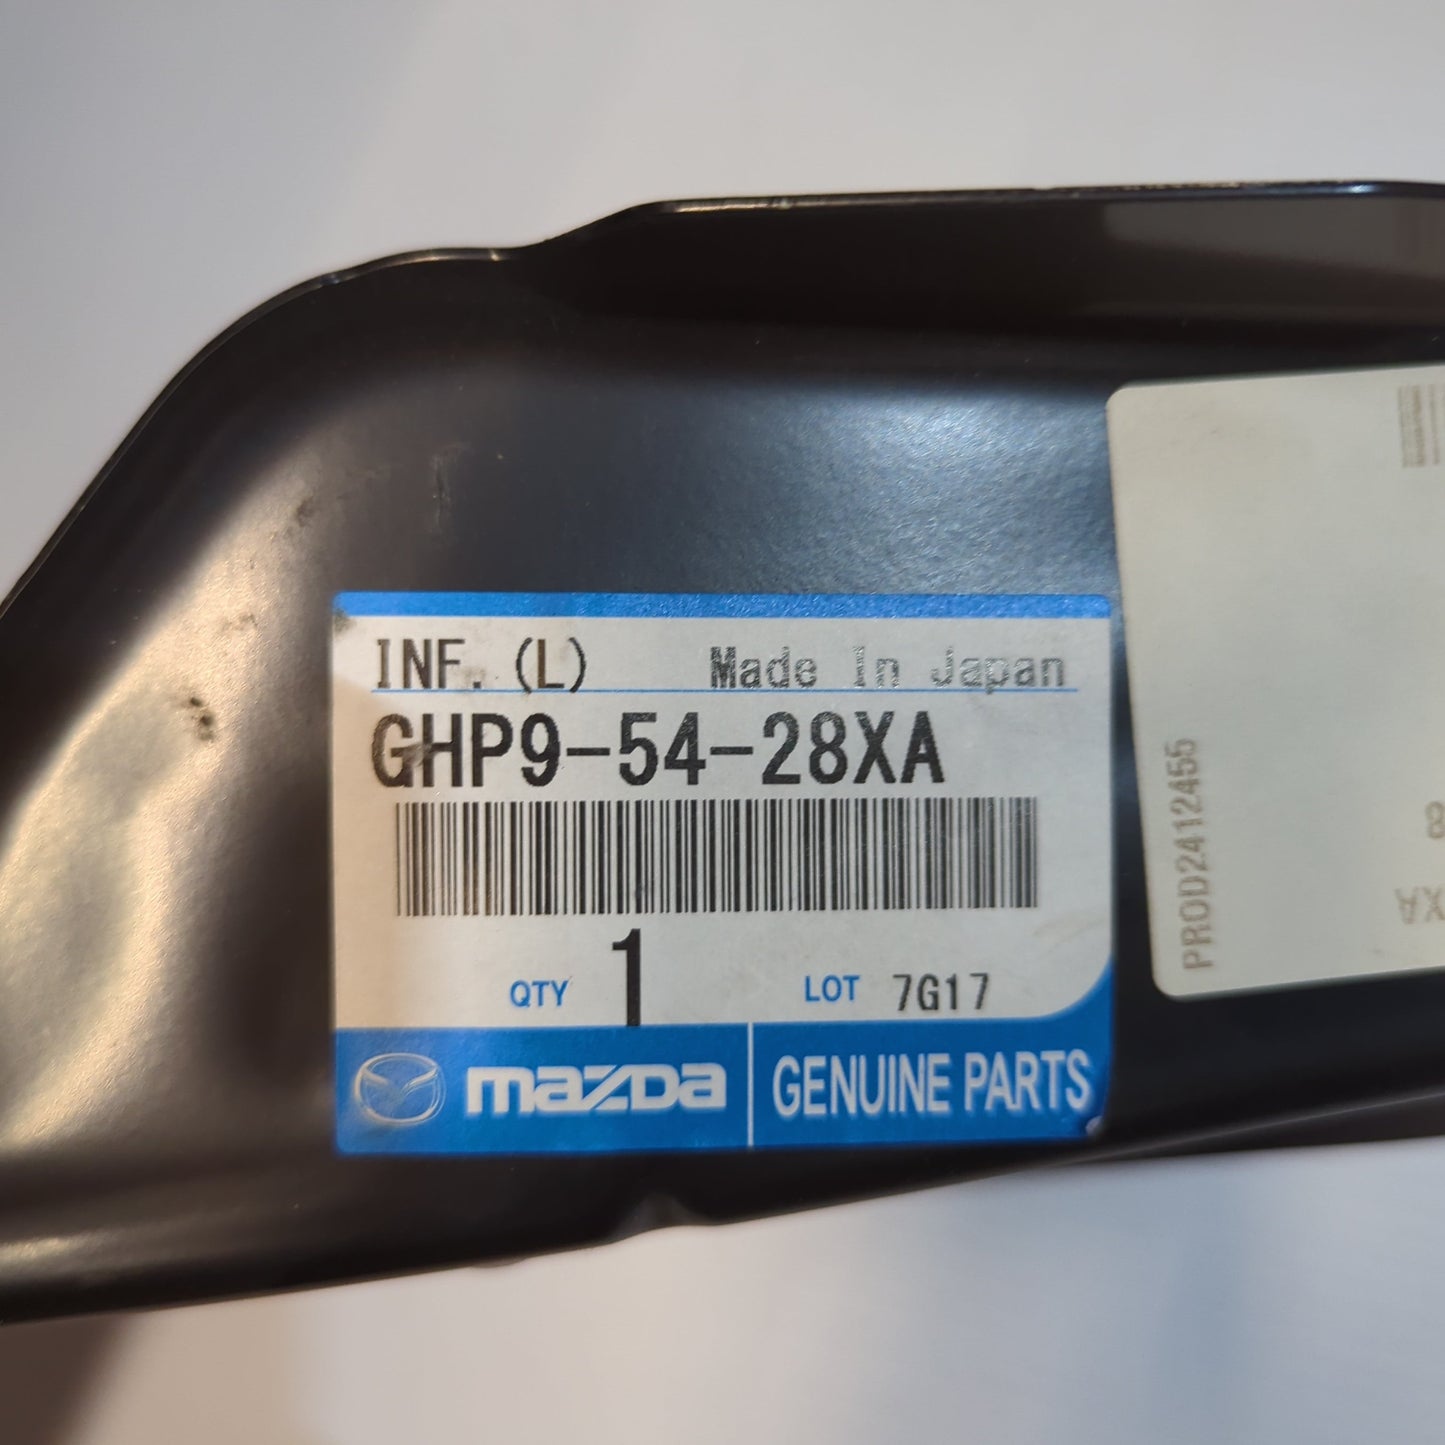 INF. (L) Made In Japan
GHP9-54-28XA
QTY 1 LOT 7G17
mazda GENUINE PARTS
PROD2412455
8
XA